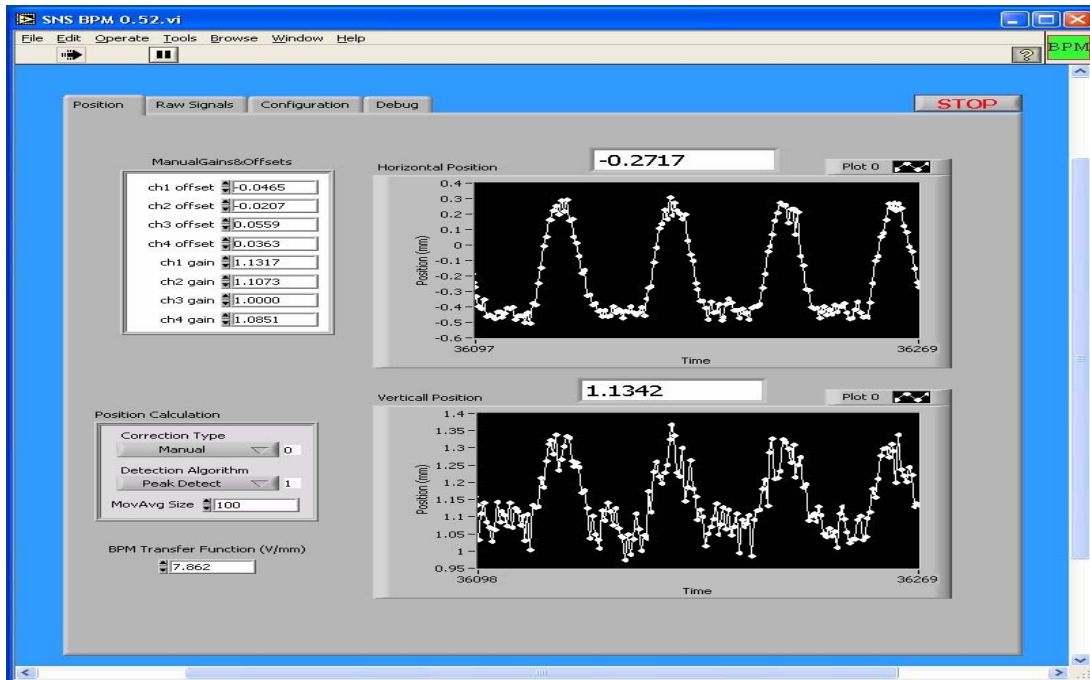 SNS BPM 0.52.vi
File Edit Operate Tools Browse Window Help
BPM
Position Raw Signals Configuration Debug
STOP
ManualGains&Offsets
ch1 offset -0.0465
ch2 offset -0.0207
ch3 offset 0.0559
ch4 offset 0.0363
ch1 gain 1.1317
ch2 gain 1.1073
ch3 gain 1.0000
ch4 gain 1.0851
Horizontal Position
-0.2717
Plot 0
Position (mm)
0.4
0.3
0.2
0.1
0
-0.1
-0.2
-0.3
-0.4
-0.5
-0.6
36097 36269
Time
Position Calculation
Correction Type
Manual 0
Detection Algorithm
Peak Detect 1
MovAvg Size 100
BPM Transfer Function (V/mm)
7.862
Verticall Position
1.1342
Plot 0
Position (mm)
1.4
1.35
1.3
1.25
1.2
1.15
1.1
1.05
1
0.95
36098 36269
Time